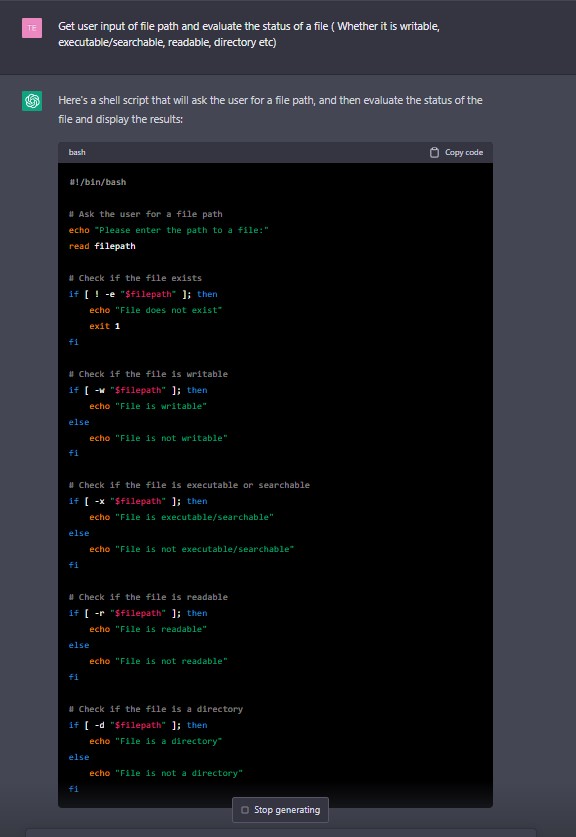 TE
Get user input of file path and evaluate the status of a file ( Whether it is writable,
executable/searchable, readable, directory etc)
Here's a shell script that will ask the user for a file path, and then evaluate the status of the
file and display the results:
bash
Copy code
#!/bin/bash
# Ask the user for a file path
echo "Please enter the path to a file:"
read filepath
# Check if the file exists
if [ ! -e "$filepath" ]; then
    echo "File does not exist"
    exit 1
fi
# Check if the file is writable
if [ -w "$filepath" ]; then
    echo "File is writable"
else
    echo "File is not writable"
fi
# Check if the file is executable or searchable
if [ -x "$filepath" ]; then
    echo "File is executable/searchable"
else
    echo "File is not executable/searchable"
fi
# Check if the file is readable
if [ -r "$filepath" ]; then
    echo "File is readable"
else
    echo "File is not readable"
fi
# Check if the file is a directory
if [ -d "$filepath" ]; then
    echo "File is a directory"
else
    echo "File is not a directory"
fi
Stop generating